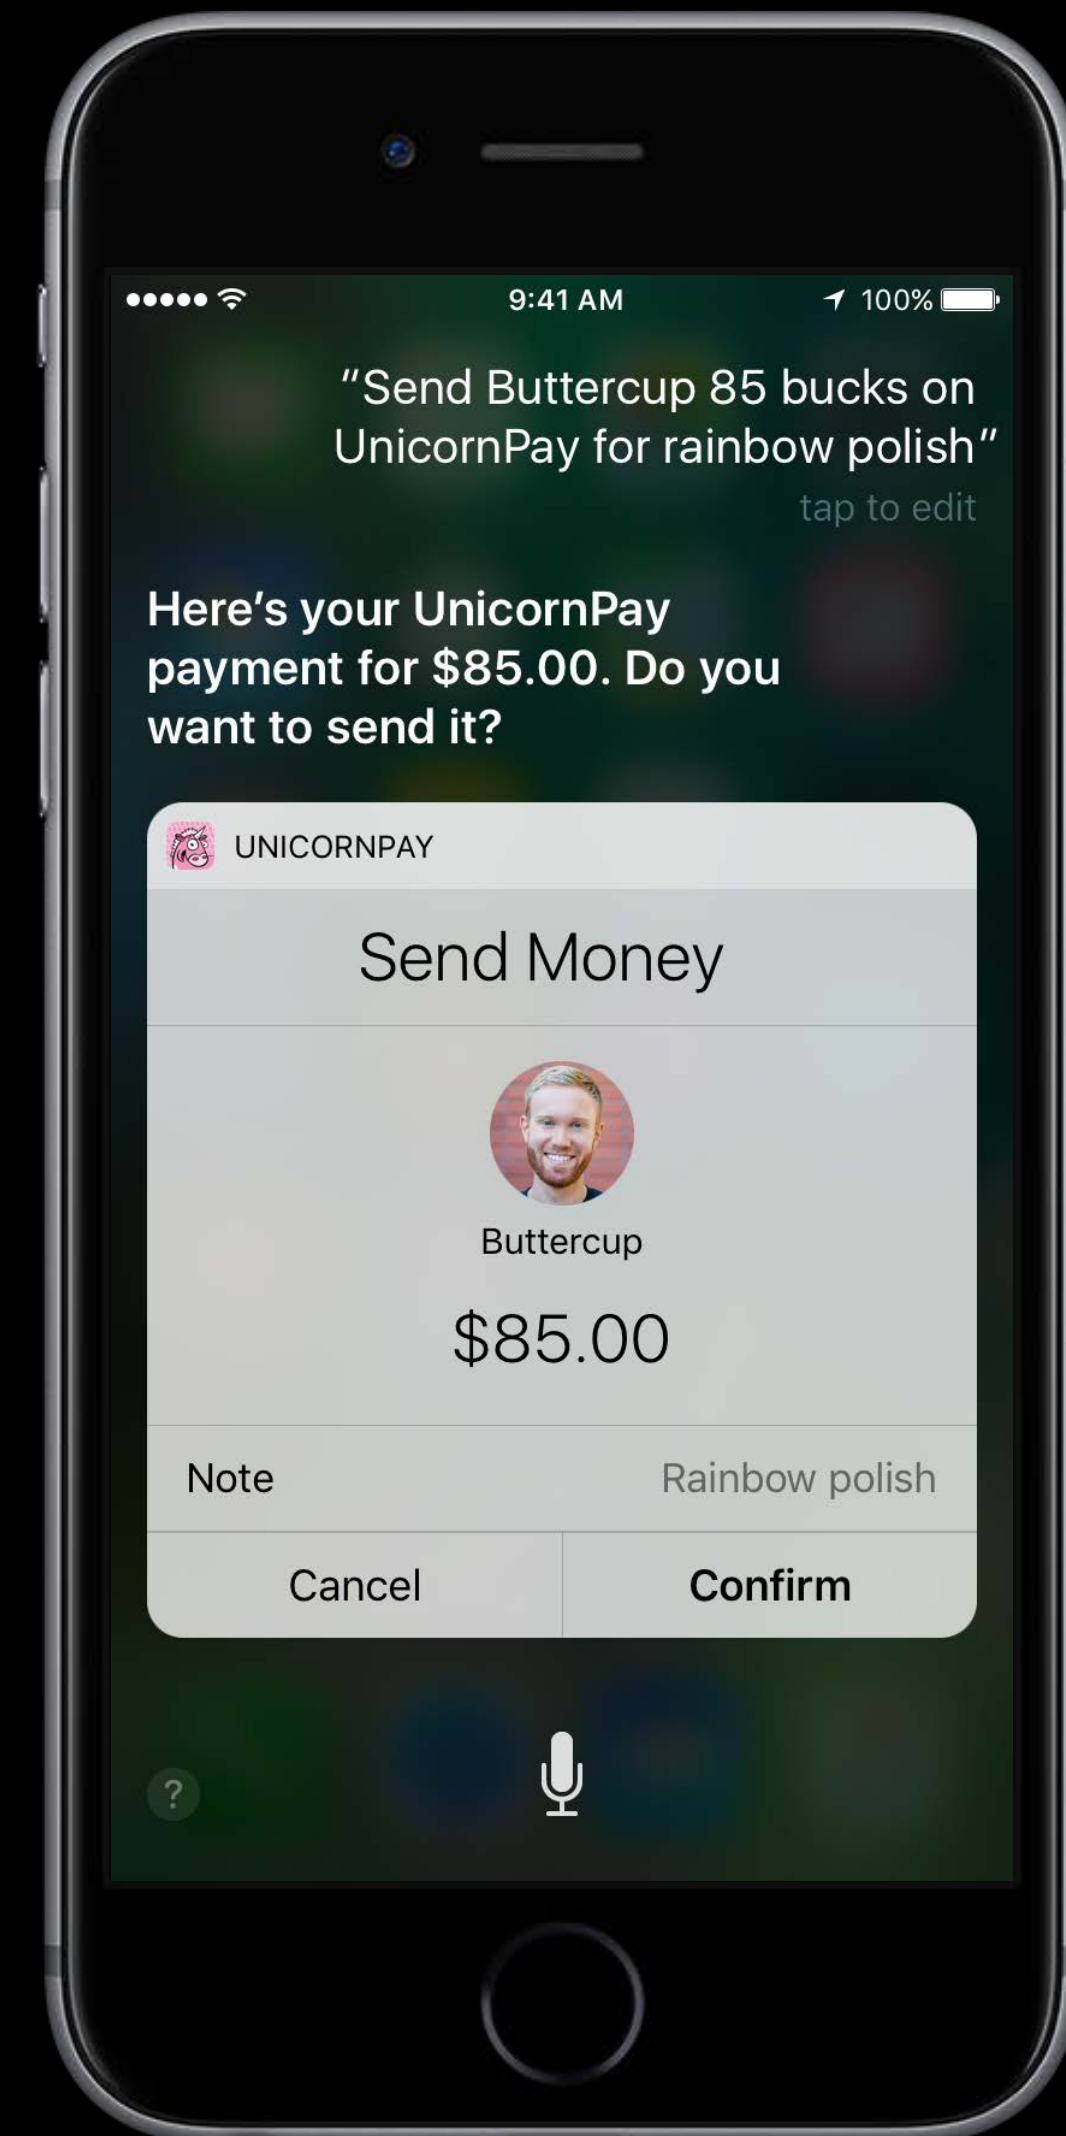 9:41 AM
100%
“Send Buttercup 85 bucks on
UnicornPay for rainbow polish”
tap to edit
Here’s your UnicornPay
payment for $85.00. Do you
want to send it?
UNICORNPAY
Send Money
Buttercup
$85.00
Note Rainbow polish
Cancel Confirm
?